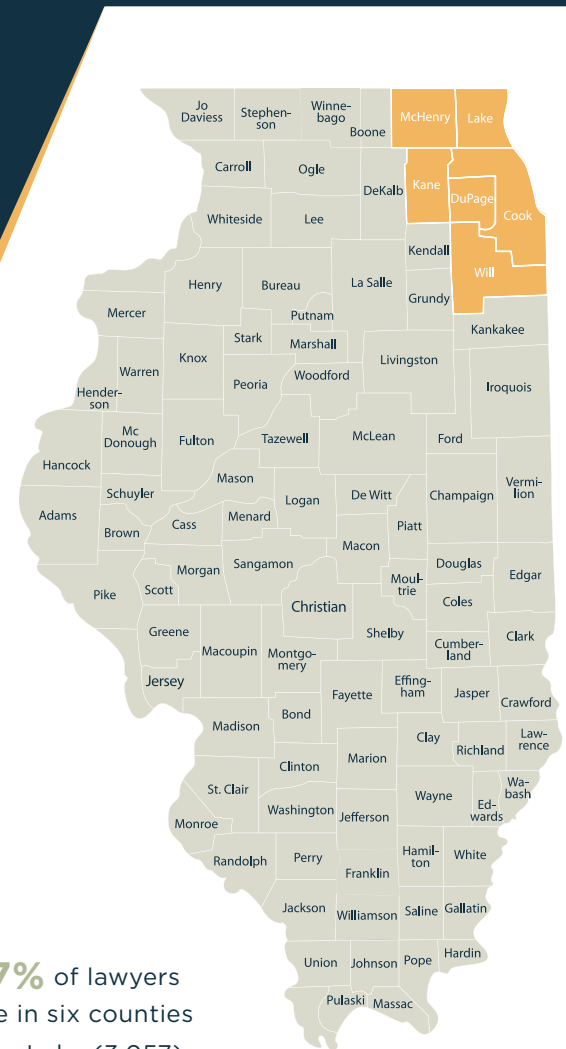 Jo
Daviess
Stephen-
son
Winne-
bago
Boone
McHenry
Lake
Carroll
Ogle
DeKalb
Kane
DuPage
Cook
Whiteside
Lee
Kendall
Will
Henry
Bureau
La Salle
Grundy
Mercer
Putnam
Kankakee
Stark
Marshall
Knox
Livingston
Warren
Peoria
Woodford
Iroquois
Hender-
son
Mc
Donough
Fulton
Tazewell
McLean
Ford
Hancock
Mason
Schuyler
Logan
De Witt
Champaign
Vermi-
lion
Adams
Brown
Cass
Menard
Piatt
Macon
Morgan
Sangamon
Douglas
Edgar
Pike
Scott
Moul-
trie
Christian
Coles
Greene
Shelby
Clark
Macoupin
Montgo-
mery
Cumber-
land
Jersey
Fayette
Effing-
ham
Jasper
Crawford
Madison
Bond
Clay
Richland
Law-
rence
Marion
Clinton
St. Clair
Wayne
Wa-
bash
Washington
Jefferson
Ed-
wards
Monroe
Randolph
Perry
Hamil-
ton
White
Franklin
Jackson
Williamson
Saline
Gallatin
Union
Johnson
Pope
Hardin
Pulaski
Massac
7% of lawyers
e in six counties
(3,957)